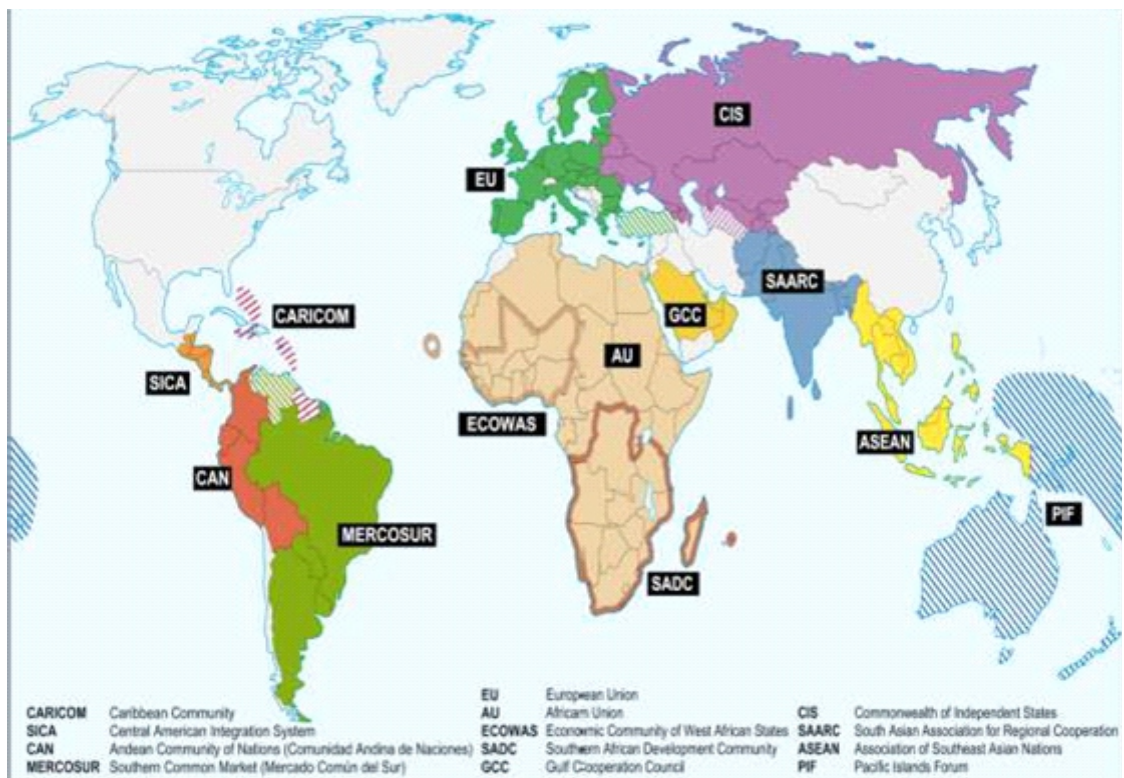 CIS
EU
SAARC
GCC
CARICOM
AU
SICA
ECOWAS
ASEAN
CAN
PIF
MERCOSUR
SADC
CARICOM Caribbean Community
SICA Central American Integration System
CAN Andean Community of Nations (Comunidad Andina de Naciones)
MERCOSUR Southern Common Market (Mercado Común del Sur)
EU European Union
AU African Union
ECOWAS Economic Community of West African States
SADC Southern African Development Community
GCC Gulf Cooperation Council
CIS Commonwealth of Independent States
SAARC South Asian Association for Regional Cooperation
ASEAN Association of Southeast Asian Nations
PIF Pacific Islands Forum